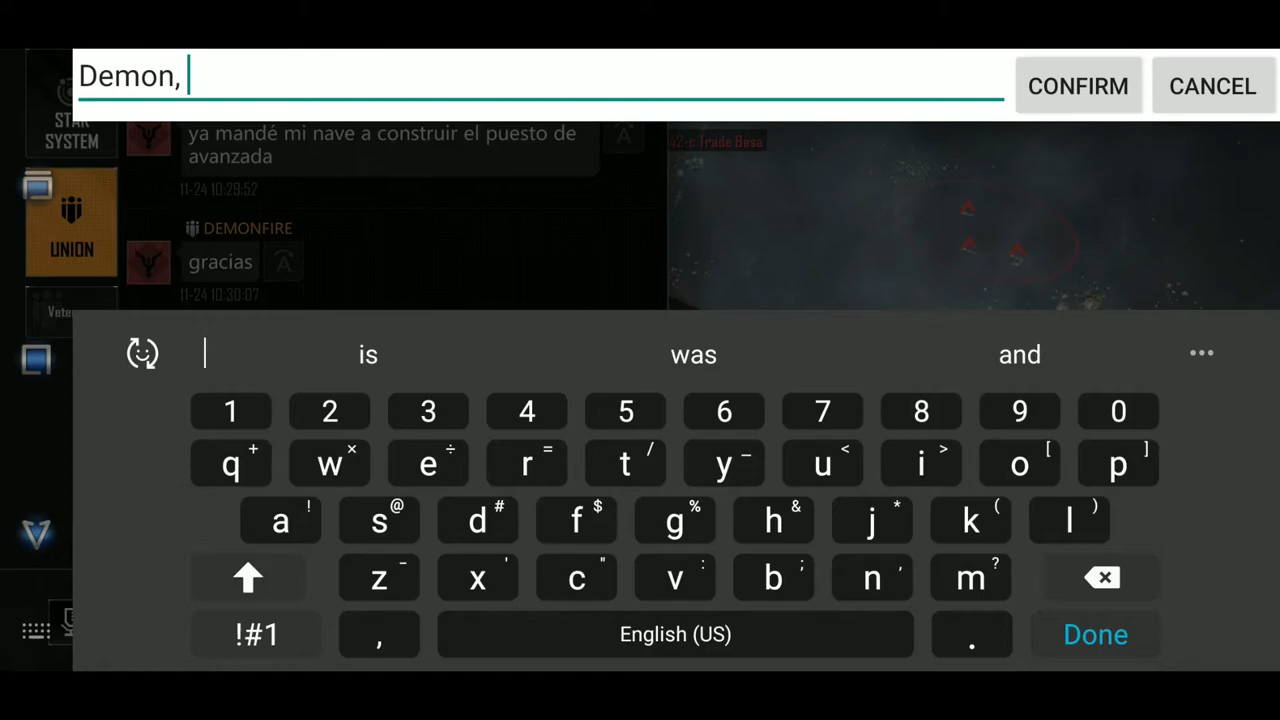 Demon,
CONFIRM
CANCEL
STAR
SYSTEM
UNION
ya mandé mi nave a construir el puesto de
avanzada
A
11-24 10:29:52
DEMONFIRE
gracias
A
11-24 10:30:07
42-c Trade Base
Vete
is
was
and
•••
1 2 3 4 5 6 7 8 9 0
q + w × e ÷ r = t / y _ u < i > o [ p ]
a ! s @ d # f $ g % h & j * k ( l )
z - x ' c " v : b ; n , m ?
!#1 , English (US) . Done